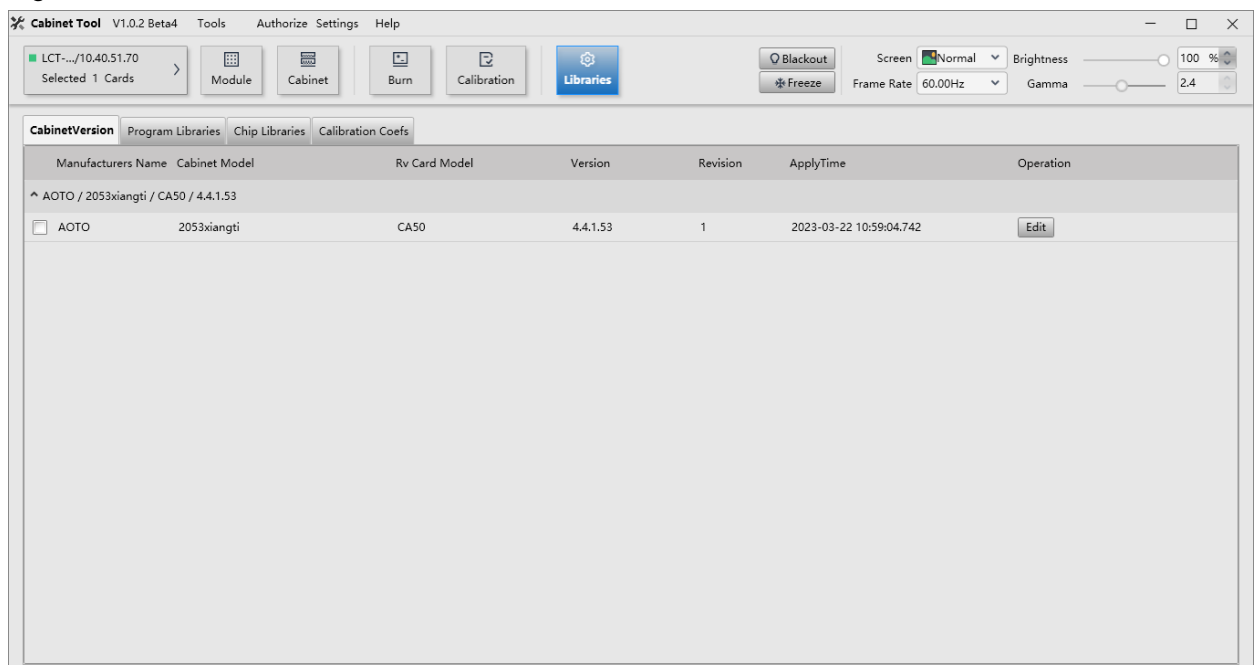 Cabinet Tool V1.0.2 Beta4 Tools Authorize Settings Help
LCT-.../10.40.51.70
Selected 1 Cards
Module
Cabinet
Burn
Calibration
Libraries
Blackout
Freeze
Screen Normal
Frame Rate 60.00Hz
Brightness 100 %
Gamma 2.4
CabinetVersion Program Libraries Chip Libraries Calibration Coefs
Manufacturers Name Cabinet Model Rv Card Model Version Revision ApplyTime Operation
AOTO / 2053xiangti / CA50 / 4.4.1.53
AOTO 2053xiangti CA50 4.4.1.53 1 2023-03-22 10:59:04.742 Edit